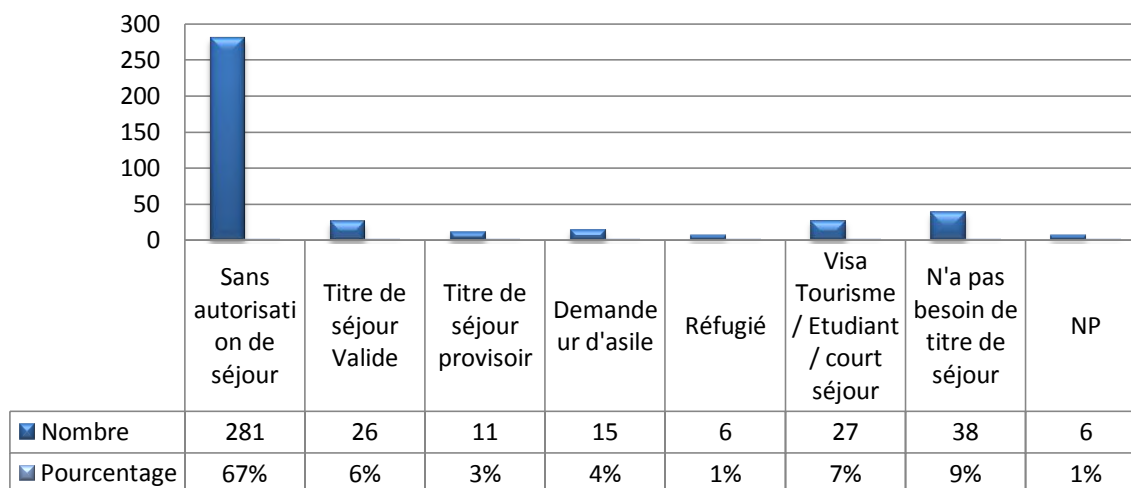 300
250
200
150
100
50
0
Sans
autorisati
on de
séjour
Titre de
séjour
Valide
Titre de
séjour
provisoir
Demande
ur d'asile
Réfugié
Visa
Tourisme
/ Etudiant
/ court
séjour
N'a pas
besoin de
titre de
séjour
NP
Nombre 281 26 11 15 6 27 38 6
Pourcentage 67% 6% 3% 4% 1% 7% 9% 1%